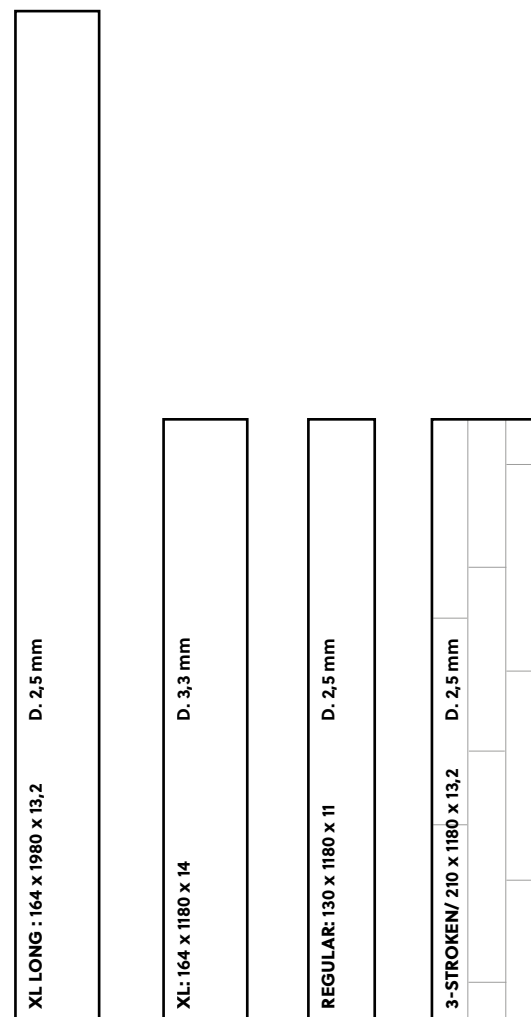 XL LONG : 164 x 1980 x 13,2 D. 2,5 mm
XL: 164 x 1180 x 14 D. 3,3 mm
REGULAR: 130 x 1180 x 11 D. 2,5 mm
3-STROKEN/ 210 x 1180 x 13,2 D. 2,5 mm